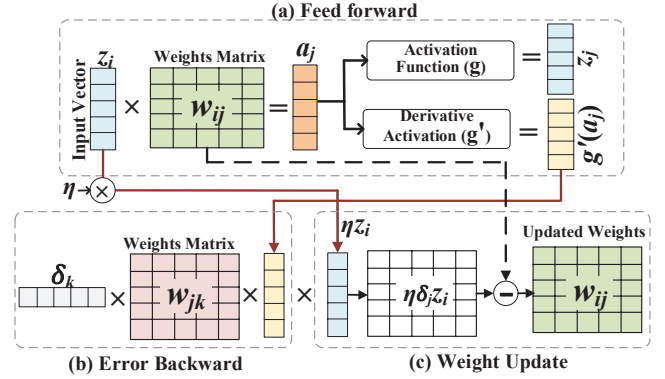 (a) Feed forward
z_i
Weights Matrix
a_j
Input Vector
×
w_ij
=
Activation
Function (g)
=
z_j
Derivative
Activation (g')
=
g'(a_j)
η
×
ηz_i
δ_k
×
Weights Matrix
w_jk
×
×
ηδ_jz_i
−
Updated Weights
w_ij
(b) Error Backward
(c) Weight Update